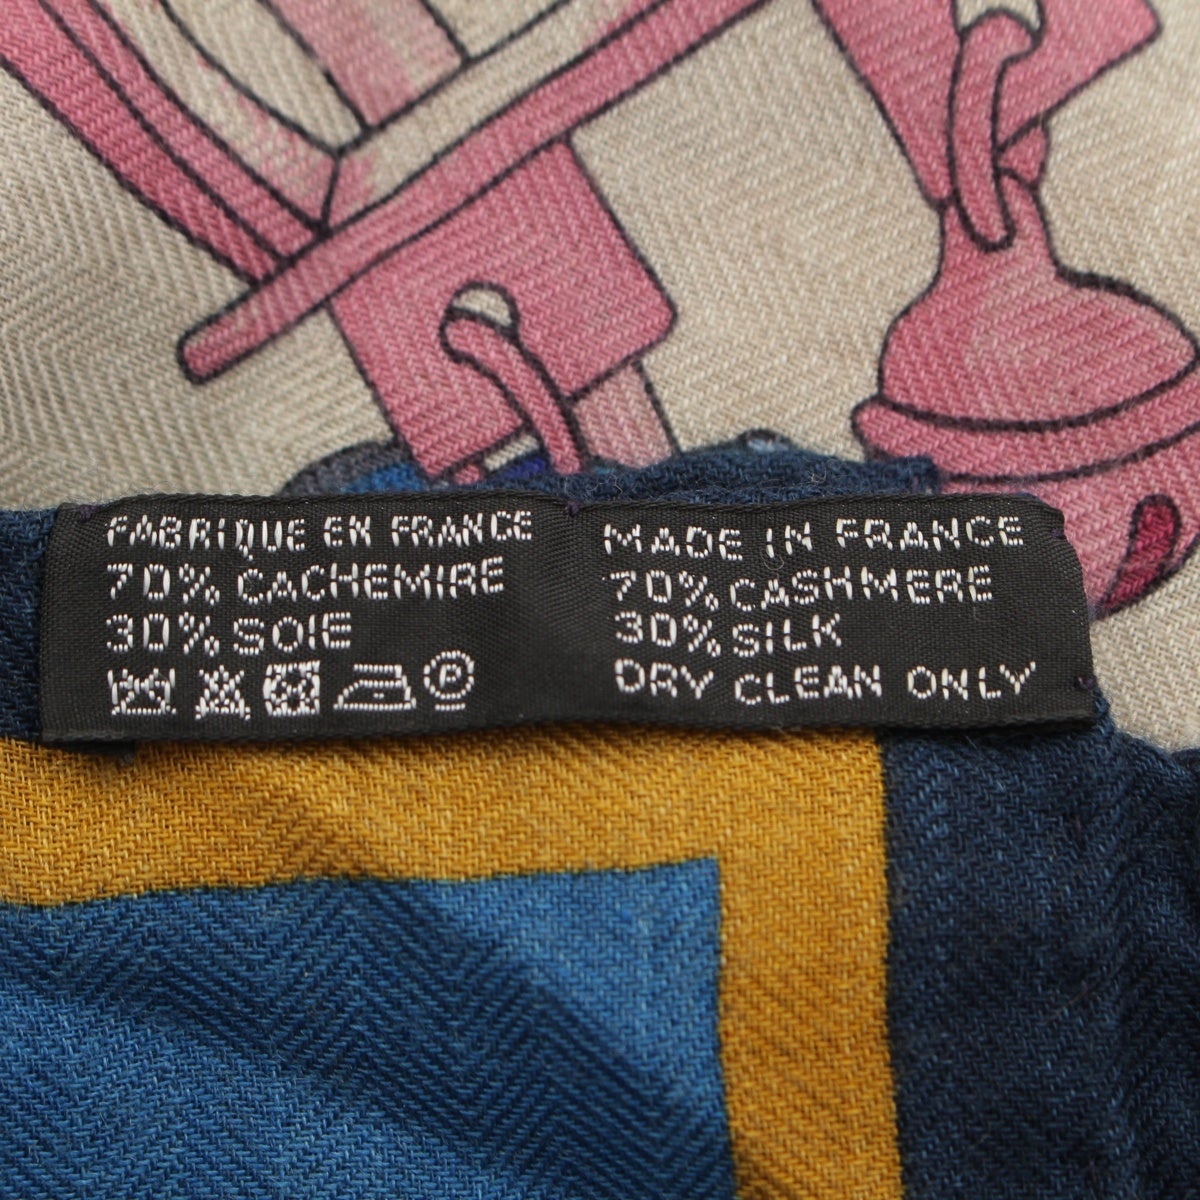 FABRIQUE EN FRANCE
70% CACHEMIRE
30% SOIE
P
MADE IN FRANCE
70% CASHMERE
30% SILK
DRY CLEAN ONLY